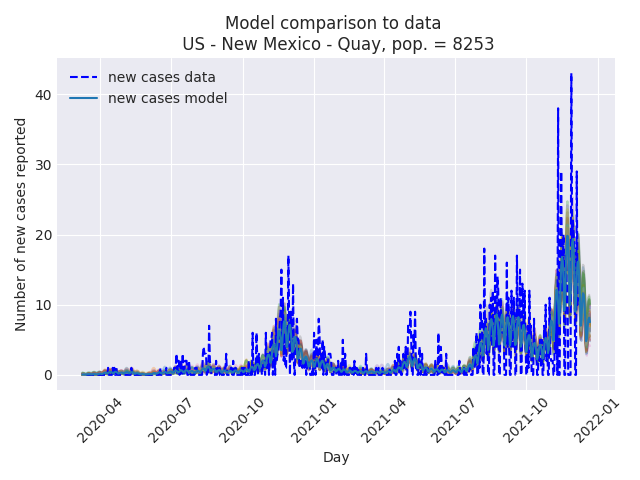 Model comparison to data
US - New Mexico - Quay, pop. = 8253
new cases data
new cases model
Number of new cases reported
40
30
20
10
0
2020-04
2020-07
2020-10
2021-01
2021-04
2021-07
2021-10
2022-01
Day